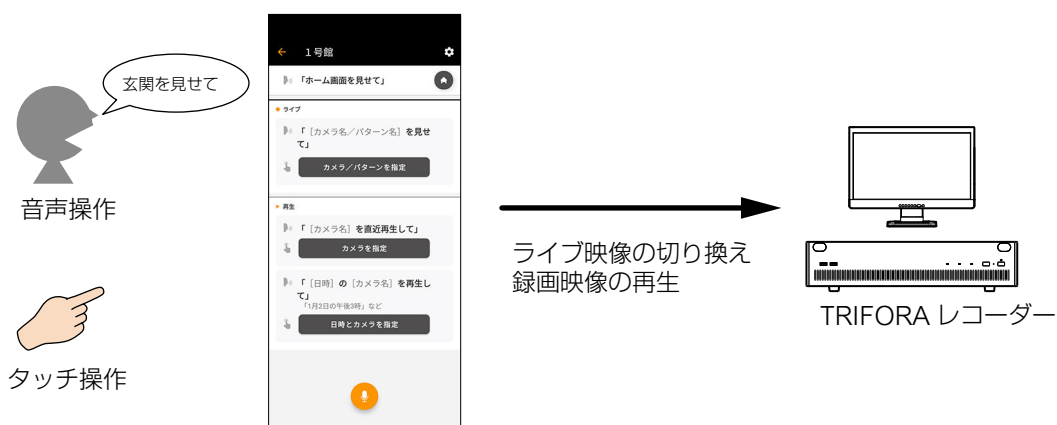 玄関を見せて
音声操作
タッチ操作
1号館
「ホーム画面を見せて」
ライブ
「［カメラ名／パターン名］を見せ
て」
カメラ／パターンを指定
再生
「［カメラ名］を直近再生して」
カメラを指定
「［日時］の［カメラ名］を再生し
て」
「1月2日の午後3時」など
日時とカメラを指定
ライブ映像の切り換え
録画映像の再生
TRIFORA レコーダー